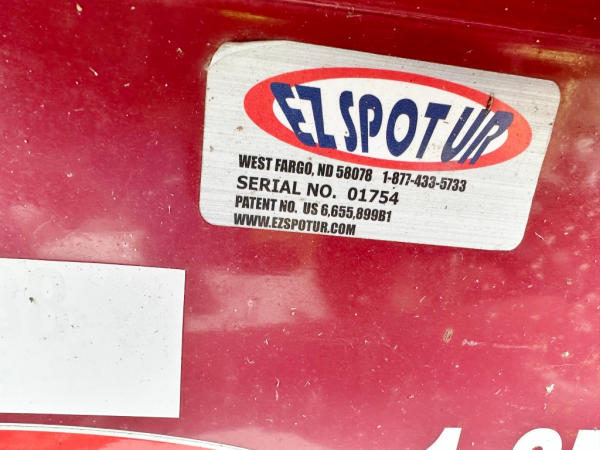 EZ SPOT UR
WEST FARGO, ND 58078 1-877-433-5733
SERIAL NO. 01754
PATENT NO. US 6,655,899B1
WWW.EZSPOTUR.COM